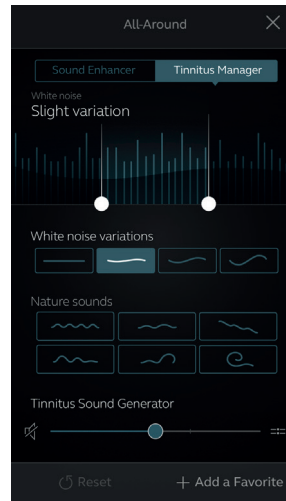 All-Around
Sound Enhancer
Tinnitus Manager
White noise
Slight variation
White noise variations
Nature sounds
Tinnitus Sound Generator
Reset
Add a Favorite